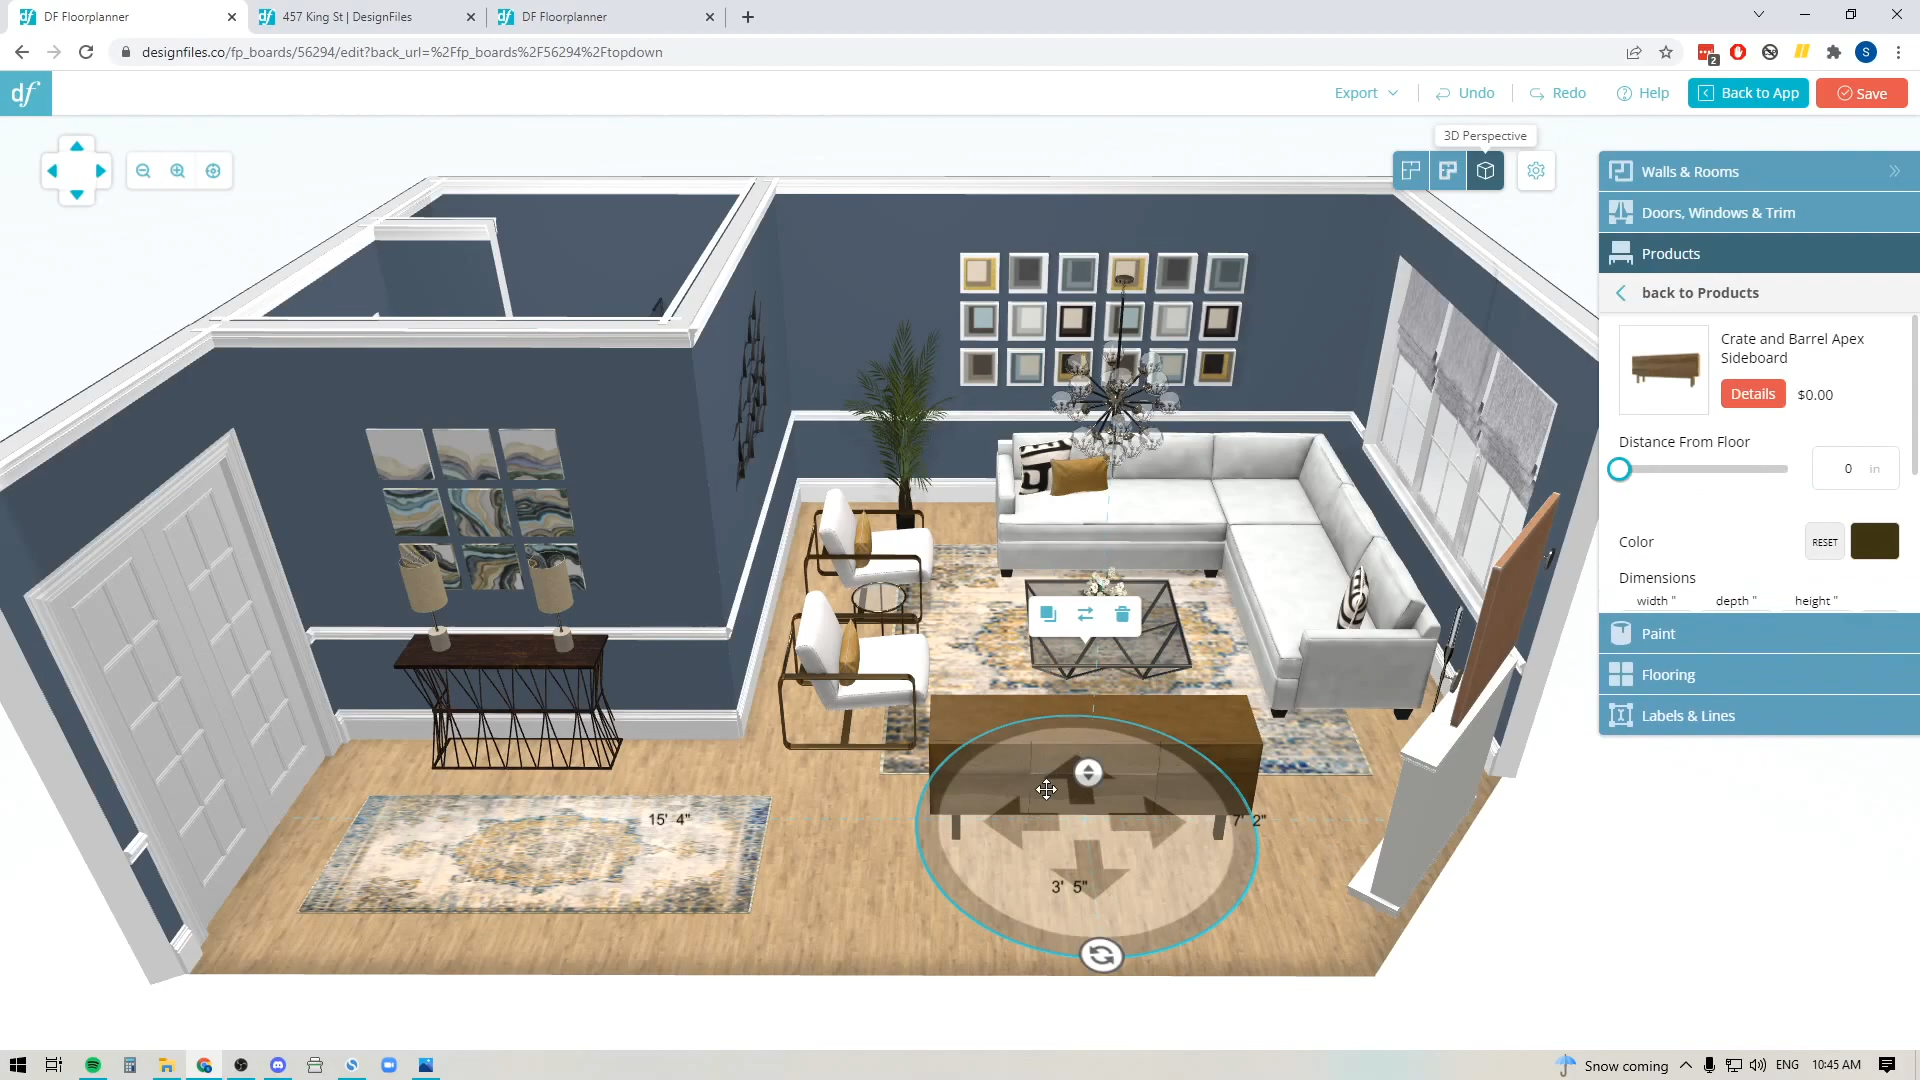 DF Floorplanner
457 King St | DesignFiles
DF Floorplanner
designfiles.co/fp_boards/56294/edit?back_url=%2Ffp_boards%2F56294%2Ftopdown
2
S
df
Export
Undo
Redo
Help
Back to App
Save
3D Perspective
Walls & Rooms
Doors, Windows & Trim
Products
back to Products
Crate and Barrel Apex
Sideboard
Details
$0.00
Distance From Floor
0 in
Color
RESET
Dimensions
width "
depth "
height "
Paint
Flooring
Labels & Lines
15' 4"
7' 2"
3' 5"
Snow coming
ENG
10:45 AM